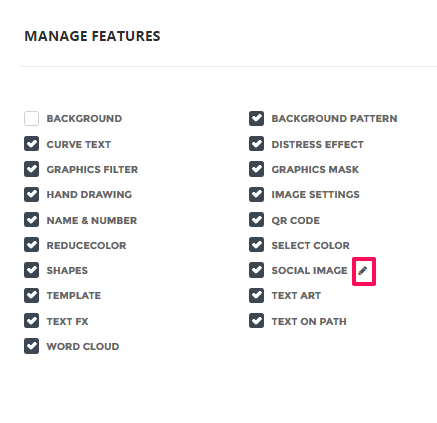 MANAGE FEATURES
BACKGROUND
BACKGROUND PATTERN
CURVE TEXT
DISTRESS EFFECT
GRAPHICS FILTER
GRAPHICS MASK
HAND DRAWING
IMAGE SETTINGS
NAME & NUMBER
QR CODE
REDUCECOLOR
SELECT COLOR
SHAPES
SOCIAL IMAGE
TEMPLATE
TEXT ART
TEXT FX
TEXT ON PATH
WORD CLOUD